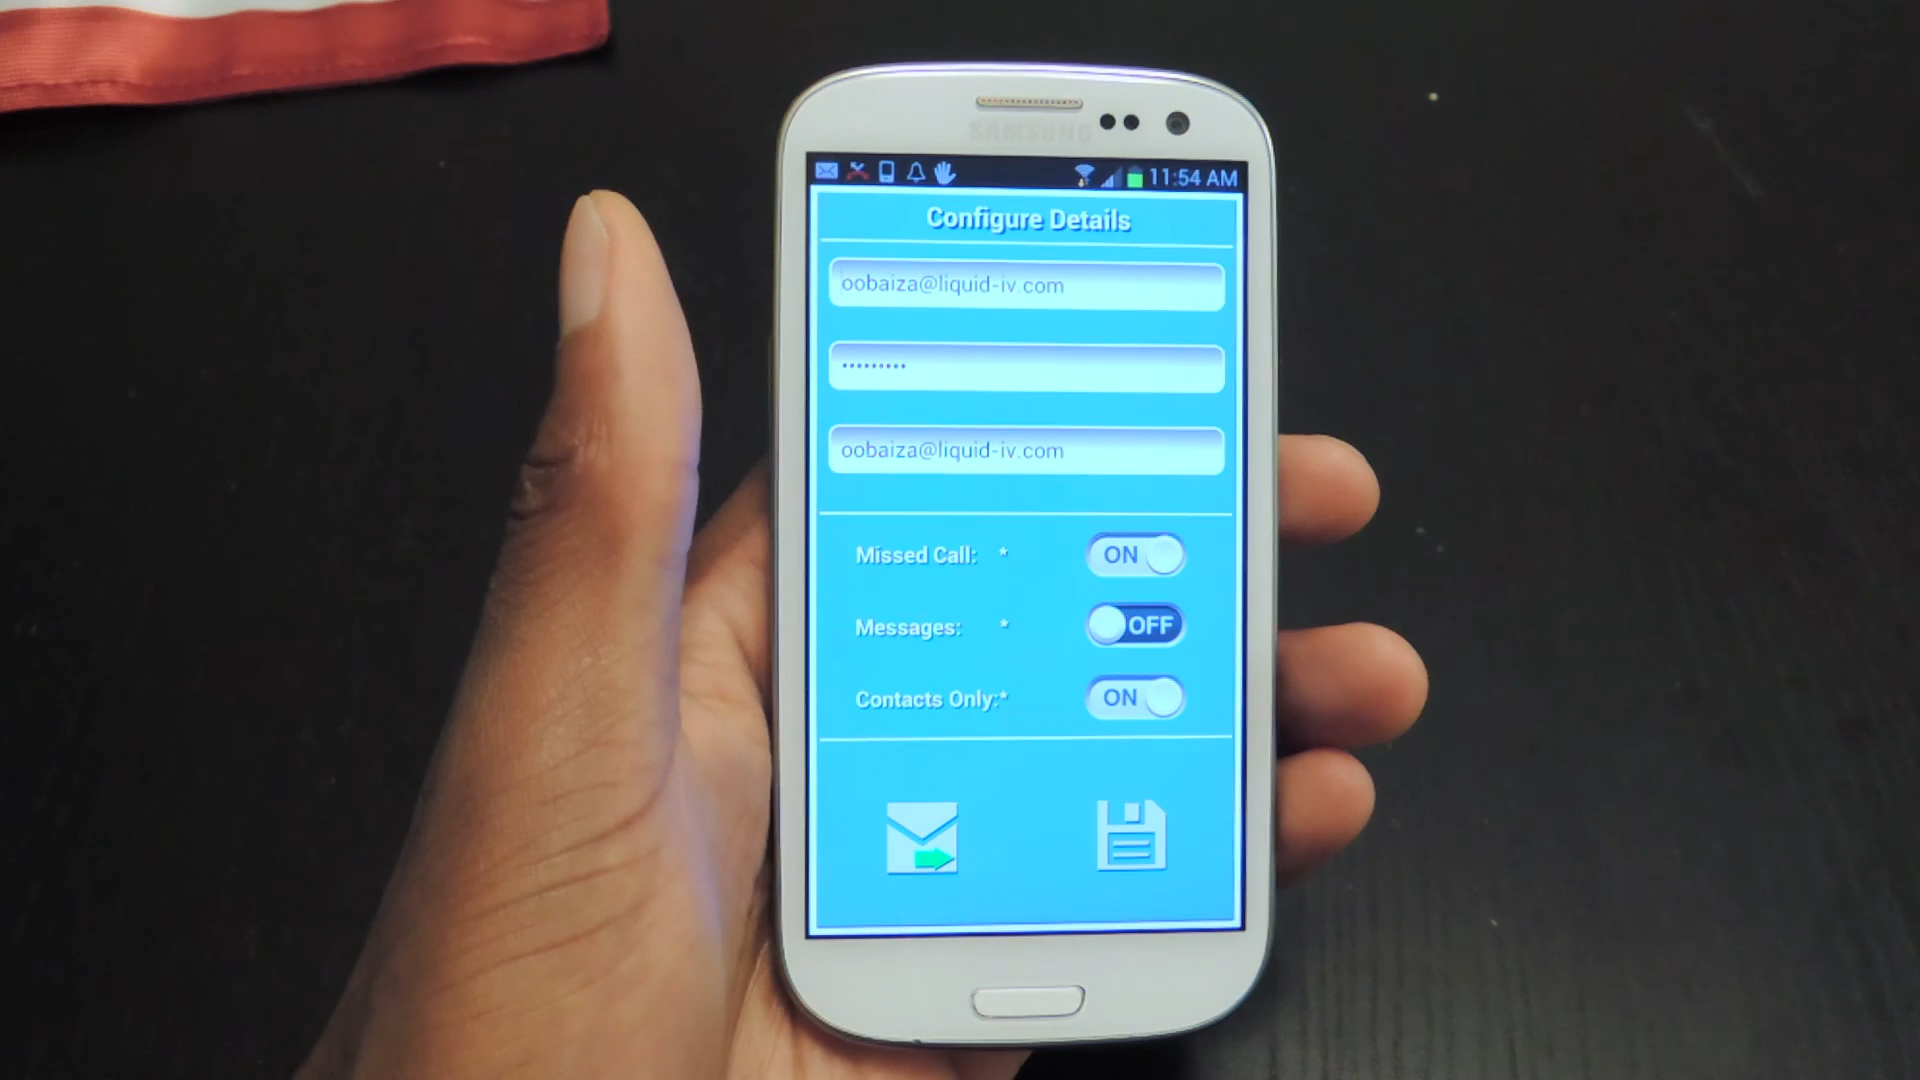 SAMSUNG
11:54 AM
Configure Details
oobaiza@liquid-iv.com
•••••••••
oobaiza@liquid-iv.com
Missed Call: * ON
Messages: * OFF
Contacts Only:* ON